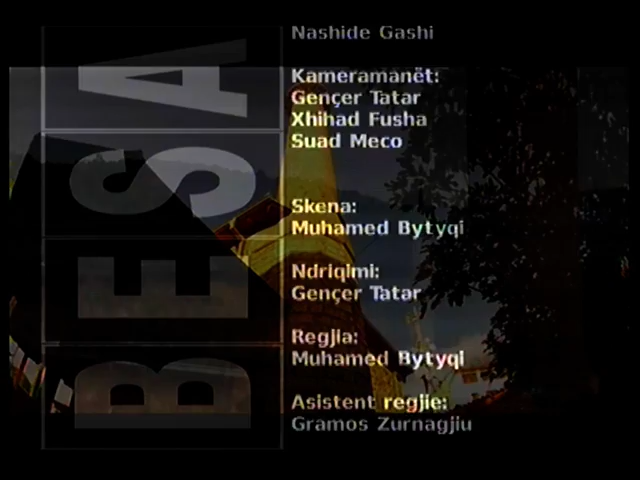 BESA
Nashide Gashi
Kameramanët:
Gençer Tatar
Xhihad Fusha
Suad Meco
Skena:
Muhamed Bytyqi
Ndriqimi:
Gençer Tatar
Regjia:
Muhamed Bytyqi
Asistent regjie:
Gramos Zurnagjiu